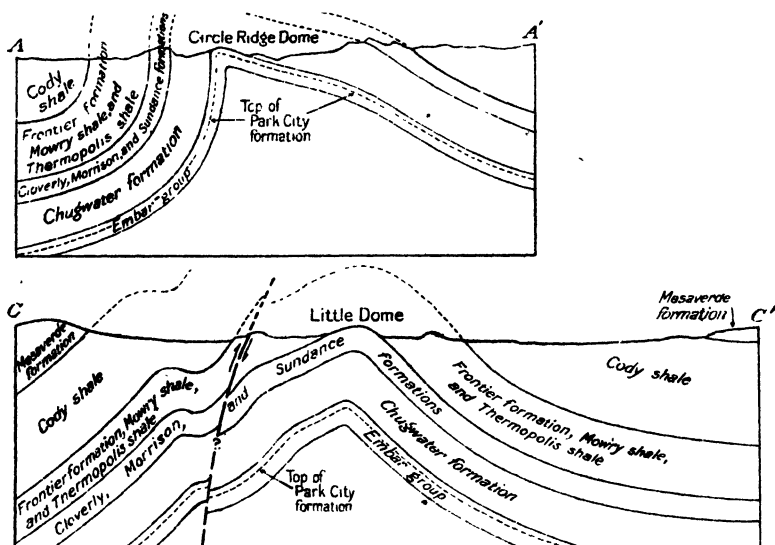 A
Circle Ridge Dome
A'
Cody
shale
Frontier formation
Mowry shale, and
Thermopolis shale
Cloverly, Morrison, and Sundance formations
Chugwater formation
Embar group
Top of
Park City
formation
C
Little Dome
Mesaverde
formation
C'
Mesaverde
formation
Cody shale
Frontier formation, Mowry shale,
and Thermopolis shale
Cloverly, Morrison, and Sundance formations
?
Top of
Park City
formation
Chugwater formation
Embar group
Frontier formation, Mowry shale,
and Thermopolis shale
Cody shale